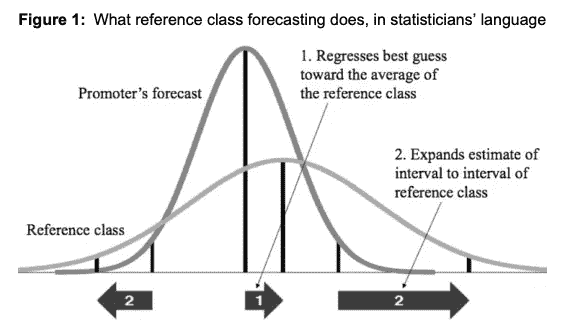 Figure 1: What reference class forecasting does, in statisticians' language
1. Regresses best guess
toward the average of
the reference class
Promoter's forecast
2. Expands estimate of
interval to interval of
reference class
Reference class
2
1
2